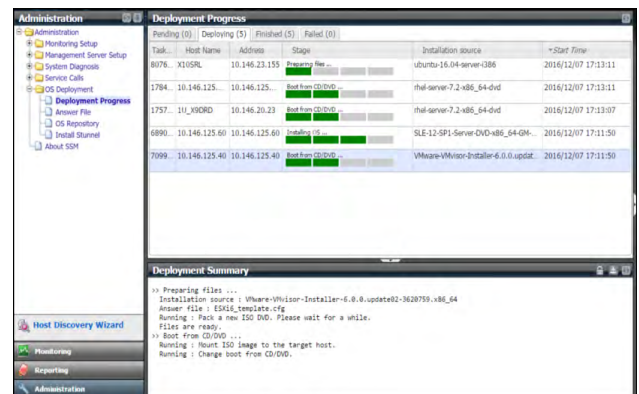 Administration
Administration
Monitoring Setup
Management Server Setup
System Diagnosis
Service Calls
OS Deployment
Deployment Progress
Answer File
OS Repository
Install Stunnel
About SSM
Host Discovery Wizard
Monitoring
Reporting
Administration
Deployment Progress
Pending (0) Deploying (5) Finished (5) Failed (0)
Task... Host Name Address Stage Installation source Start Time
8076... X10SRL 10.146.23.155 Preparing files ... ubuntu-16.04-server-i386 2016/12/07 17:13:11
1784... 10.146.125.... 10.146.125.... Boot from CD/DVD ... rhel-server-7.2-x86_64-dvd 2016/12/07 17:13:11
1757... 1U_X9DRD 10.146.20.23 Boot from CD/DVD ... rhel-server-7.2-x86_64-dvd 2016/12/07 17:13:07
6890... 10.146.125.60 10.146.125.60 Installing OS ... SLE-12-SP1-Server-DVD-x86_64-GM-... 2016/12/07 17:11:50
7099... 10.146.125.40 10.146.125.40 Boot from CD/DVD ... VMware-VMvisor-Installer-6.0.0.updat... 2016/12/07 17:11:50
Deployment Summary
>> Preparing files ...
Installation source : VMware-VMvisor-Installer-6.0.0.update02-3620759.x86_64
Answer file : ESXi6_template.cfg
Running : Pack a new ISO DVD. Please wait for a while.
Files are ready.
>> Boot from CD/DVD ...
Running : Mount ISO image to the target host.
Running : Change boot from CD/DVD.